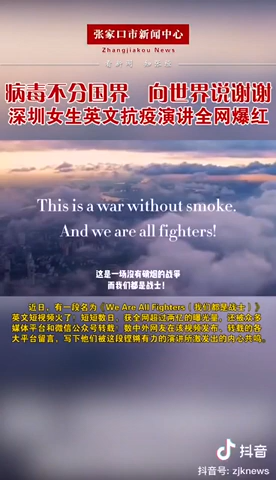 张家口市新闻中心
Zhangjiakou News
病毒不分国界 向世界说谢谢
深圳女生英文抗疫演讲全网爆红
This is a war without smoke.
And we are all fighters!
这是一场没有硝烟的战争
而我们都是战士!
近日，有一段名为《We Are All Fighters（我们都是战士）》
英文短视频火了，短短数日，获全网超过两亿的曝光量，还被众多
媒体平台和微信公众号转载；数中外网友在该视频发布、转载的各
大平台留言，写下他们被这段铿锵有力的演讲所激发出的内心共鸣。
抖音
抖音号: zjknews